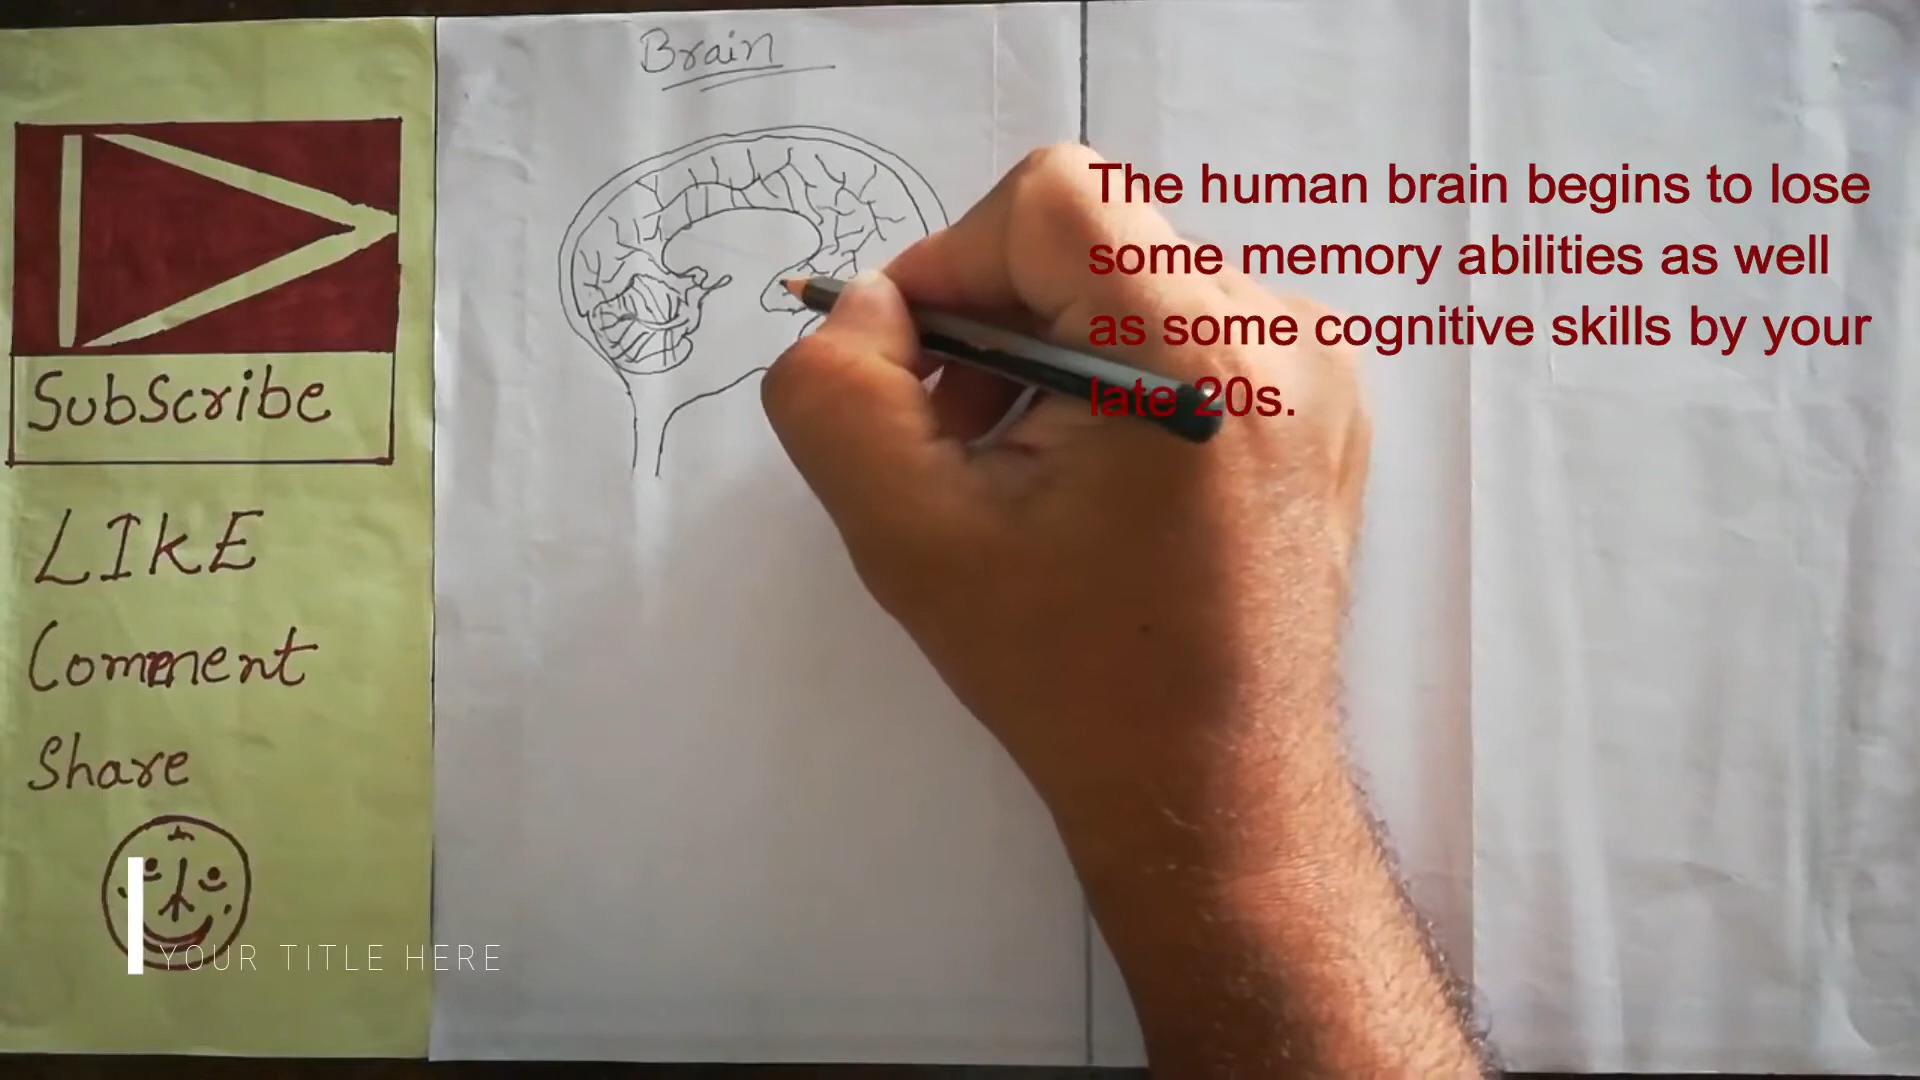 Brain
The human brain begins to lose
some memory abilities as well
as some cognitive skills by your
late 20s.
Subscribe
LIKE
Comment
Share
YOUR TITLE HERE